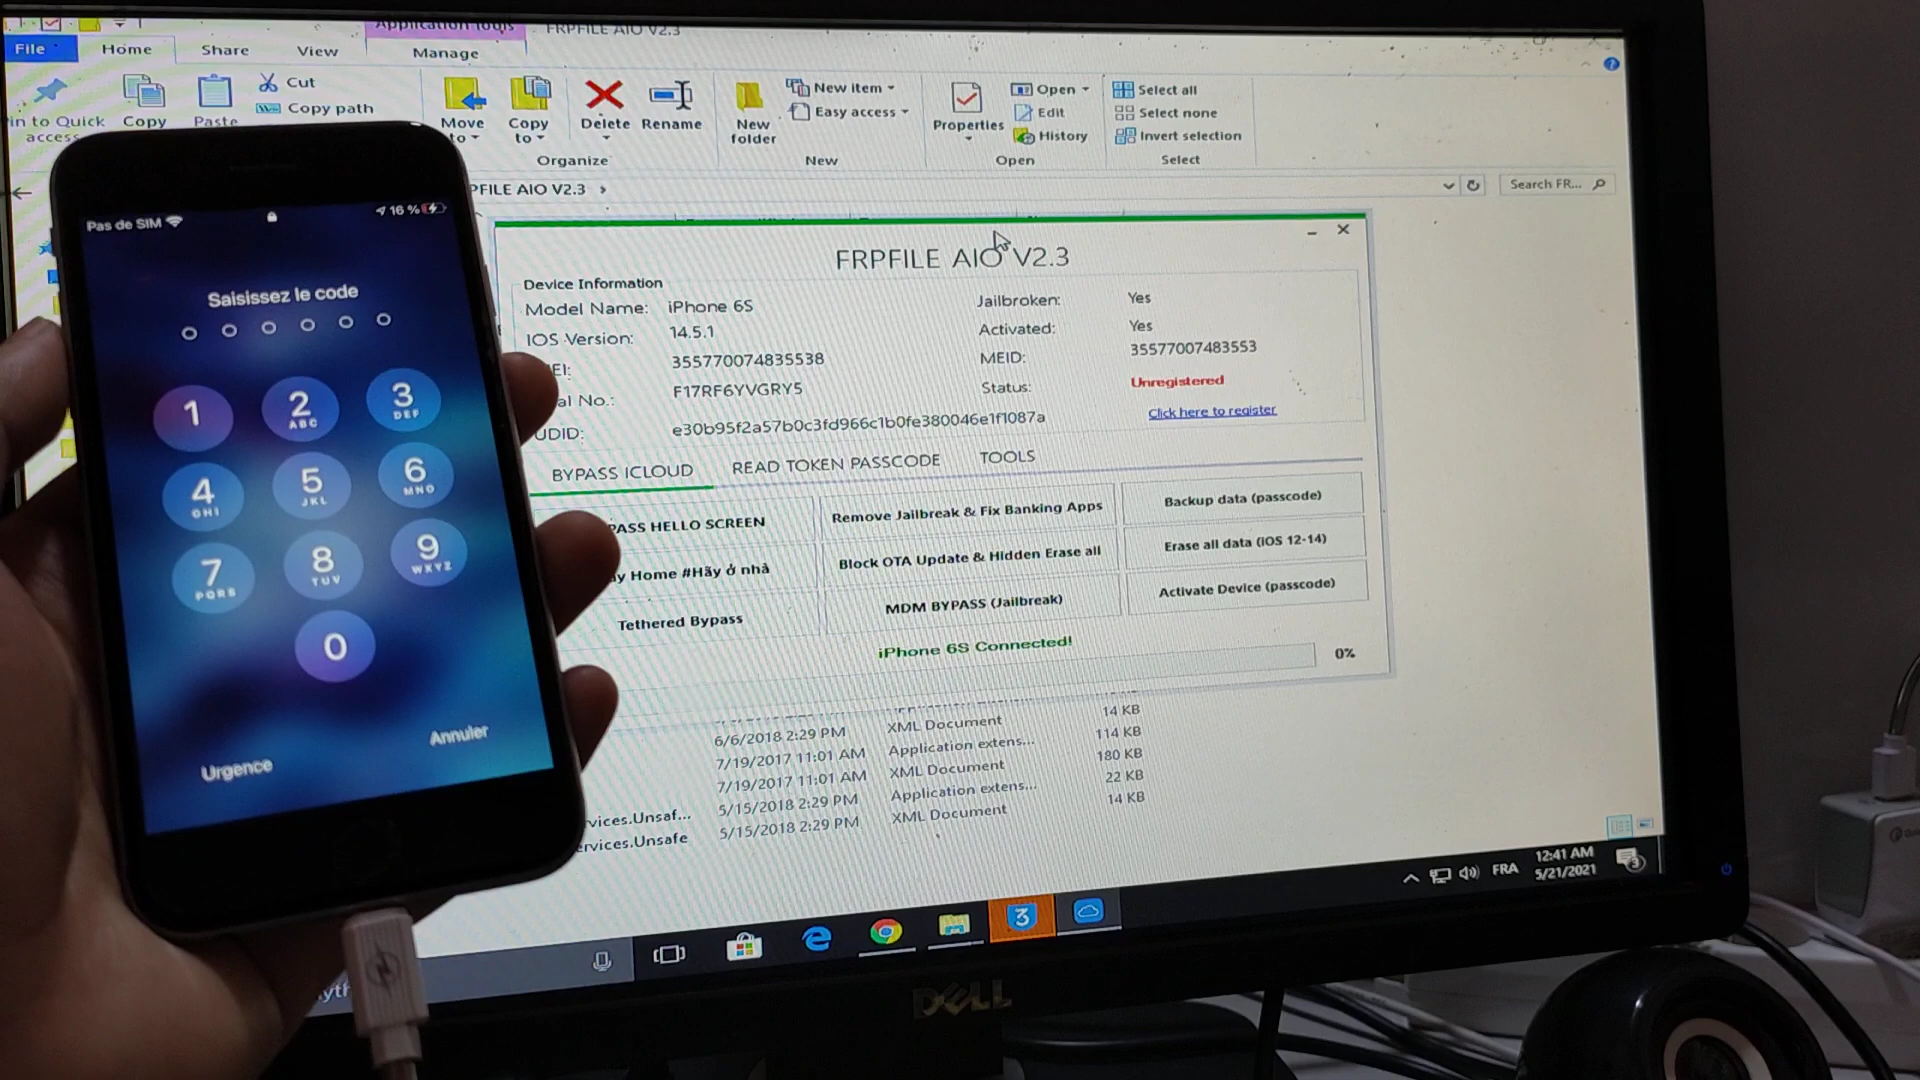 Application Tools
FRPFILE AIO V2.3
File
Home
Share
View
Manage
in to Quick
access
Copy
Paste
Cut
Copy path
Move
to
Copy
to
Delete
Rename
Organize
New
folder
New item
Easy access
New
Properties
Open
Edit
History
Open
Select all
Select none
Invert selection
Select
PFILE AIO V2.3
Search FR...
FRPFILE AIO V2.3
Device Information
Model Name: iPhone 6S
IOS Version: 14.5.1
EI: 355770074835538
al No.: F17RF6YVGRY5
UDID: e30b95f2a57b0c3fd966c1b0fe380046e1f1087a
Jailbroken: Yes
Activated: Yes
MEID: 35577007483553
Status: Unregistered
Click here to register
BYPASS ICLOUD
READ TOKEN PASSCODE
TOOLS
PASS HELLO SCREEN
Remove Jailbreak & Fix Banking Apps
Backup data (passcode)
y Home #Hãy ở nhà
Block OTA Update & Hidden Erase all
Erase all data (iOS 12-14)
Tethered Bypass
MDM BYPASS (Jailbreak)
Activate Device (passcode)
iPhone 6S Connected!
0%
6/6/2018 2:29 PM XML Document 14 KB
7/19/2017 11:01 AM Application extens... 114 KB
7/19/2017 11:01 AM XML Document 180 KB
vices.Unsaf... 5/15/2018 2:29 PM Application extens... 22 KB
ervices.Unsafe 5/15/2018 2:29 PM XML Document 14 KB
FRA
12:41 AM
5/21/2021
3
3
DELL
Pas de SIM
16 %
Saisissez le code
1
2
ABC
3
DEF
4
GHI
5
JKL
6
MNO
7
PQRS
8
TUV
9
WXYZ
0
Urgence
Annuler